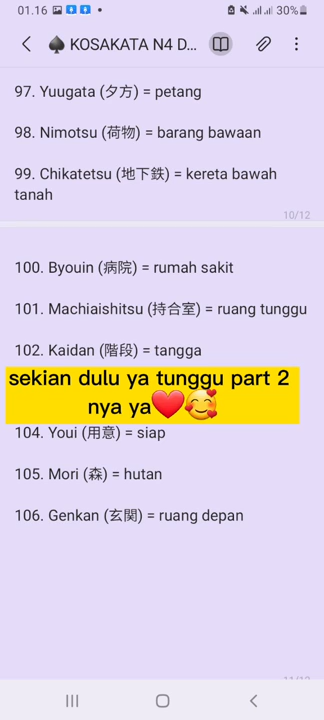 01.16
30%
KOSAKATA N4 D...
97. Yuugata (夕方) = petang
98. Nimotsu (荷物) = barang bawaan
99. Chikatetsu (地下鉄) = kereta bawah
tanah
10/12
100. Byouin (病院) = rumah sakit
101. Machiaishitsu (持合室) = ruang tunggu
102. Kaidan (階段) = tangga
sekian dulu ya tunggu part 2
nya ya❤️🥰
104. Youi (用意) = siap
105. Mori (森) = hutan
106. Genkan (玄関) = ruang depan